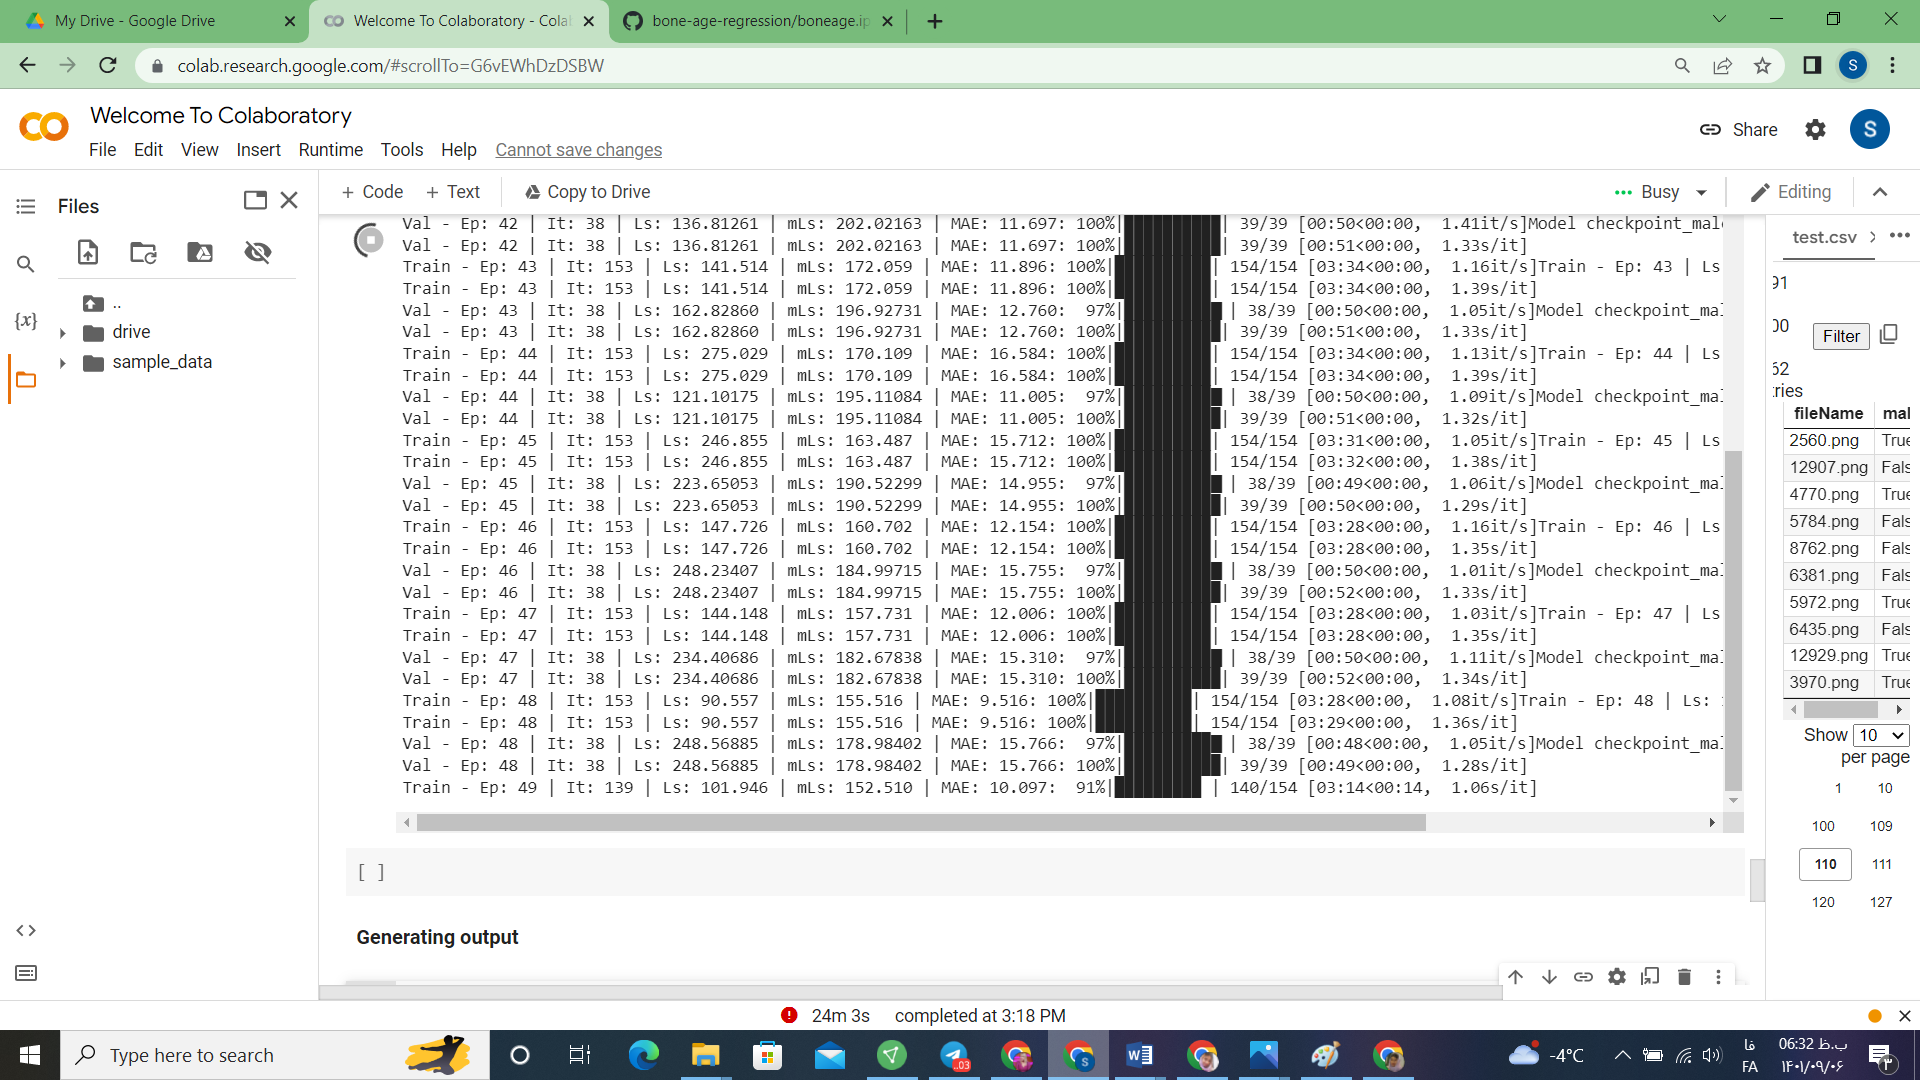 My Drive - Google Drive
Welcome To Colaboratory - Colab
bone-age-regression/boneage.ip
colab.research.google.com/#scrollTo=G6vEWhDzDSBW
S
Welcome To Colaboratory
File Edit View Insert Runtime Tools Help Cannot save changes
Share
S
Files
+ Code + Text Copy to Drive
Busy
Editing
..
drive
sample_data
{x}
Val - Ep: 42 | It: 38 | Ls: 136.81261 | mLs: 202.02163 | MAE: 11.697: 100%|██████████| 39/39 [00:50<00:00, 1.41it/s]Model checkpoint_mal
Val - Ep: 42 | It: 38 | Ls: 136.81261 | mLs: 202.02163 | MAE: 11.697: 100%|██████████| 39/39 [00:51<00:00, 1.33s/it]
Train - Ep: 43 | It: 153 | Ls: 141.514 | mLs: 172.059 | MAE: 11.896: 100%|██████████| 154/154 [03:34<00:00, 1.16it/s]Train - Ep: 43 | Ls
Train - Ep: 43 | It: 153 | Ls: 141.514 | mLs: 172.059 | MAE: 11.896: 100%|██████████| 154/154 [03:34<00:00, 1.39s/it]
Val - Ep: 43 | It: 38 | Ls: 162.82860 | mLs: 196.92731 | MAE: 12.760: 97%|██████████ | 38/39 [00:50<00:00, 1.05it/s]Model checkpoint_mal
Val - Ep: 43 | It: 38 | Ls: 162.82860 | mLs: 196.92731 | MAE: 12.760: 100%|██████████| 39/39 [00:51<00:00, 1.33s/it]
Train - Ep: 44 | It: 153 | Ls: 275.029 | mLs: 170.109 | MAE: 16.584: 100%|██████████| 154/154 [03:34<00:00, 1.13it/s]Train - Ep: 44 | Ls
Train - Ep: 44 | It: 153 | Ls: 275.029 | mLs: 170.109 | MAE: 16.584: 100%|██████████| 154/154 [03:34<00:00, 1.39s/it]
Val - Ep: 44 | It: 38 | Ls: 121.10175 | mLs: 195.11084 | MAE: 11.005: 97%|██████████ | 38/39 [00:50<00:00, 1.09it/s]Model checkpoint_mal
Val - Ep: 44 | It: 38 | Ls: 121.10175 | mLs: 195.11084 | MAE: 11.005: 100%|██████████| 39/39 [00:51<00:00, 1.32s/it]
Train - Ep: 45 | It: 153 | Ls: 246.855 | mLs: 163.487 | MAE: 15.712: 100%|██████████| 154/154 [03:31<00:00, 1.05it/s]Train - Ep: 45 | Ls
Train - Ep: 45 | It: 153 | Ls: 246.855 | mLs: 163.487 | MAE: 15.712: 100%|██████████| 154/154 [03:32<00:00, 1.38s/it]
Val - Ep: 45 | It: 38 | Ls: 223.65053 | mLs: 190.52299 | MAE: 14.955: 97%|██████████ | 38/39 [00:49<00:00, 1.06it/s]Model checkpoint_mal
Val - Ep: 45 | It: 38 | Ls: 223.65053 | mLs: 190.52299 | MAE: 14.955: 100%|██████████| 39/39 [00:50<00:00, 1.29s/it]
Train - Ep: 46 | It: 153 | Ls: 147.726 | mLs: 160.702 | MAE: 12.154: 100%|██████████| 154/154 [03:28<00:00, 1.16it/s]Train - Ep: 46 | Ls
Train - Ep: 46 | It: 153 | Ls: 147.726 | mLs: 160.702 | MAE: 12.154: 100%|██████████| 154/154 [03:28<00:00, 1.35s/it]
Val - Ep: 46 | It: 38 | Ls: 248.23407 | mLs: 184.99715 | MAE: 15.755: 97%|██████████ | 38/39 [00:50<00:00, 1.01it/s]Model checkpoint_mal
Val - Ep: 46 | It: 38 | Ls: 248.23407 | mLs: 184.99715 | MAE: 15.755: 100%|██████████| 39/39 [00:52<00:00, 1.33s/it]
Train - Ep: 47 | It: 153 | Ls: 144.148 | mLs: 157.731 | MAE: 12.006: 100%|██████████| 154/154 [03:28<00:00, 1.03it/s]Train - Ep: 47 | Ls
Train - Ep: 47 | It: 153 | Ls: 144.148 | mLs: 157.731 | MAE: 12.006: 100%|██████████| 154/154 [03:28<00:00, 1.35s/it]
Val - Ep: 47 | It: 38 | Ls: 234.40686 | mLs: 182.67838 | MAE: 15.310: 97%|██████████ | 38/39 [00:50<00:00, 1.11it/s]Model checkpoint_mal
Val - Ep: 47 | It: 38 | Ls: 234.40686 | mLs: 182.67838 | MAE: 15.310: 100%|██████████| 39/39 [00:52<00:00, 1.34s/it]
Train - Ep: 48 | It: 153 | Ls: 90.557 | mLs: 155.516 | MAE: 9.516: 100%|██████████| 154/154 [03:28<00:00, 1.08it/s]Train - Ep: 48 | Ls:
Train - Ep: 48 | It: 153 | Ls: 90.557 | mLs: 155.516 | MAE: 9.516: 100%|██████████| 154/154 [03:29<00:00, 1.36s/it]
Val - Ep: 48 | It: 38 | Ls: 248.56885 | mLs: 178.98402 | MAE: 15.766: 97%|██████████ | 38/39 [00:48<00:00, 1.05it/s]Model checkpoint_mal
Val - Ep: 48 | It: 38 | Ls: 248.56885 | mLs: 178.98402 | MAE: 15.766: 100%|██████████| 39/39 [00:49<00:00, 1.28s/it]
Train - Ep: 49 | It: 139 | Ls: 101.946 | mLs: 152.510 | MAE: 10.097: 91%|█████████ | 140/154 [03:14<00:14, 1.06s/it]
[ ]
Generating output
test.csv
91
00
Filter
62
ries
fileName mal
2560.png True
12907.png Fals
4770.png True
5784.png Fals
8762.png Fals
6381.png Fals
5972.png True
6435.png Fals
12929.png True
3970.png True
Show 10
per page
1 10
100 109
110 111
120 127
24m 3s completed at 3:18 PM
Type here to search
..03
S
-4°C
فا
FA
06:32 ب.ظ
۱۴۰۱/۰۹/۰۶
۳